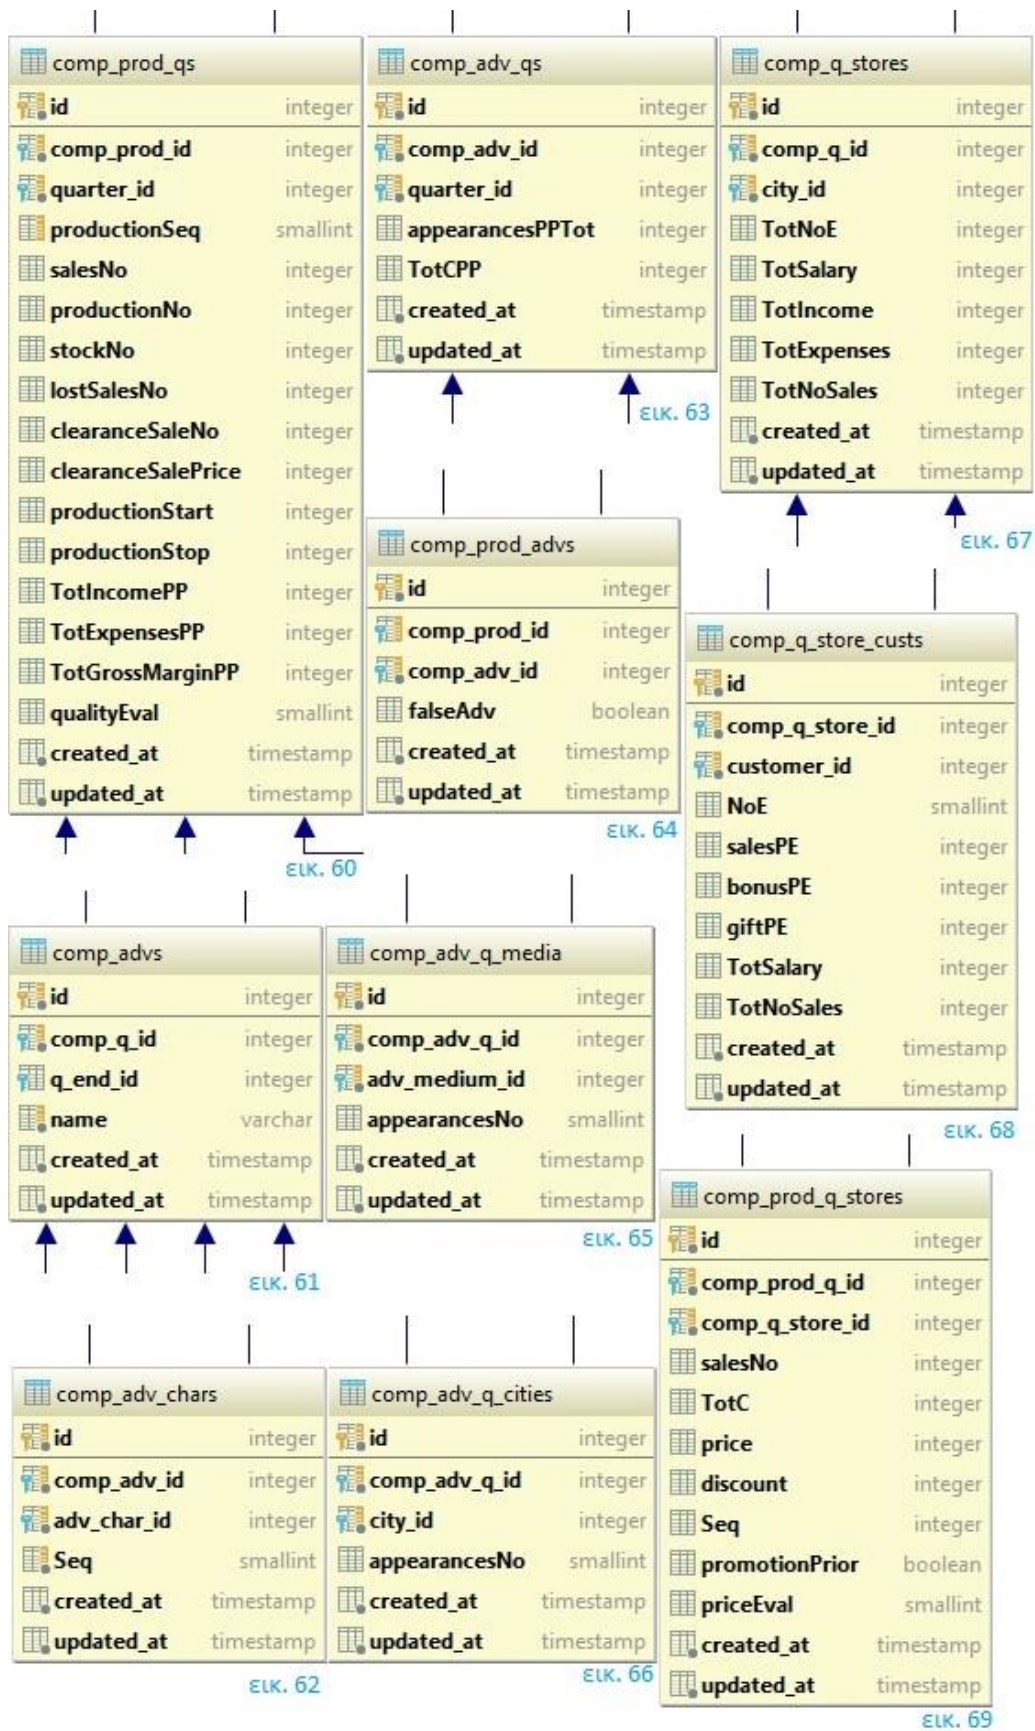 comp_prod_qs
id integer
comp_prod_id integer
quarter_id integer
productionSeq smallint
salesNo integer
productionNo integer
stockNo integer
lostSalesNo integer
clearanceSaleNo integer
clearanceSalePrice integer
productionStart integer
productionStop integer
TotIncomePP integer
TotExpensesPP integer
TotGrossMarginPP integer
qualityEval smallint
created_at timestamp
updated_at timestamp
εικ. 60
comp_adv_qs
id integer
comp_adv_id integer
quarter_id integer
appearancesPPTot integer
TotCPP integer
created_at timestamp
updated_at timestamp
εικ. 63
comp_q_stores
id integer
comp_q_id integer
city_id integer
TotNoE integer
TotSalary integer
TotIncome integer
TotExpenses integer
TotNoSales integer
created_at timestamp
updated_at timestamp
εικ. 67
comp_prod_advs
id integer
comp_prod_id integer
comp_adv_id integer
falseAdv boolean
created_at timestamp
updated_at timestamp
εικ. 64
comp_q_store_custs
id integer
comp_q_store_id integer
customer_id integer
NoE smallint
salesPE integer
bonusPE integer
giftPE integer
TotSalary integer
TotNoSales integer
created_at timestamp
updated_at timestamp
εικ. 68
comp_advs
id integer
comp_q_id integer
q_end_id integer
name varchar
created_at timestamp
updated_at timestamp
εικ. 61
comp_adv_q_media
id integer
comp_adv_q_id integer
adv_medium_id integer
appearancesNo smallint
created_at timestamp
updated_at timestamp
εικ. 65
comp_prod_q_stores
id integer
comp_prod_q_id integer
comp_q_store_id integer
salesNo integer
TotC integer
price integer
discount integer
Seq integer
promotionPrior boolean
priceEval smallint
created_at timestamp
updated_at timestamp
εικ. 69
comp_adv_chars
id integer
comp_adv_id integer
adv_char_id integer
Seq smallint
created_at timestamp
updated_at timestamp
εικ. 62
comp_adv_q_cities
id integer
comp_adv_q_id integer
city_id integer
appearancesNo smallint
created_at timestamp
updated_at timestamp
εικ. 66